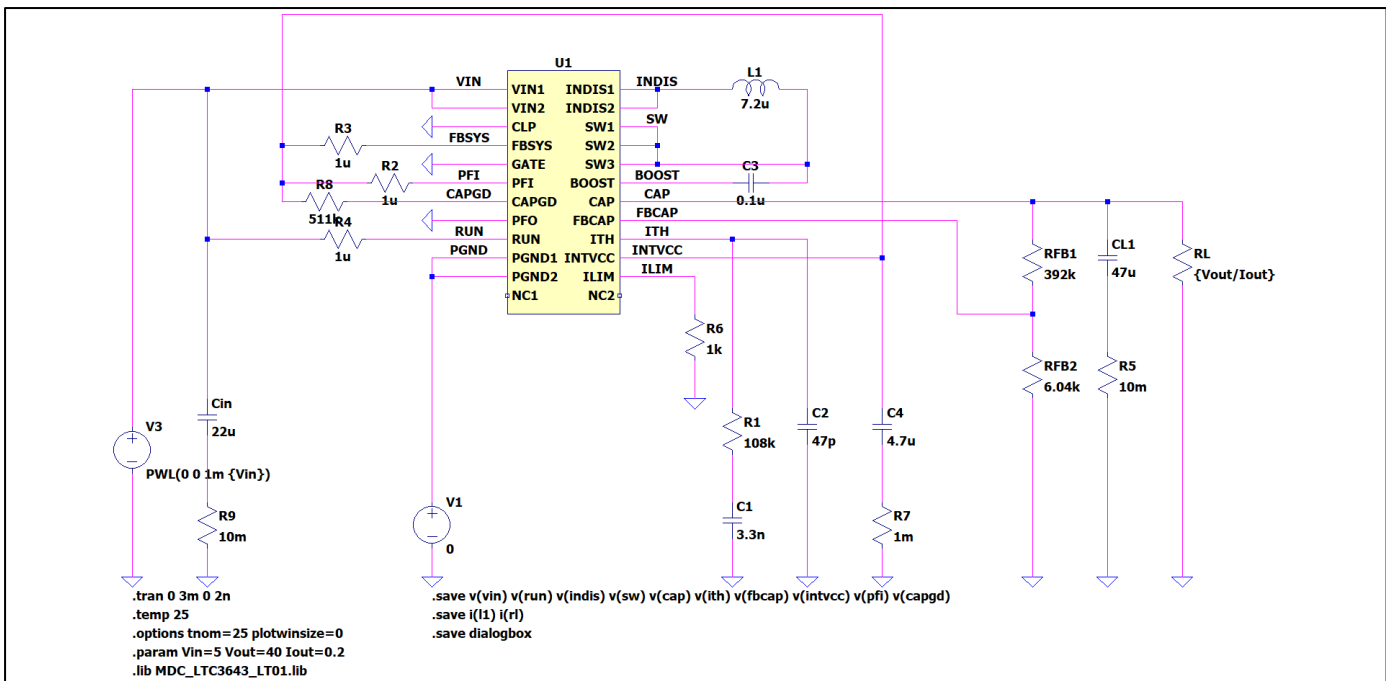 U1
VIN
VIN1
INDIS1
INDIS
L1
7.2u
VIN2
INDIS2
CLP
SW1
SW
R3
1u
FBSYS
FBSYS
SW2
GATE
SW3
R2
1u
PFI
PFI
BOOST
BOOST
C3
0.1u
R8
511k
CAPGD
CAPGD
CAP
CAP
PFO
FBCAP
FBCAP
R4
1u
RUN
RUN
ITH
ITH
PGND
PGND1
INTVCC
INTVCC
PGND2
ILIM
ILIM
NC1
NC2
RFB1
392k
CL1
47u
RL
{Vout/Iout}
R6
1k
RFB2
6.04k
R5
10m
Cin
22u
V3
PWL(0 0 1m {Vin})
R1
108k
C2
47p
C4
4.7u
R9
10m
V1
0
C1
3.3n
R7
1m
.tran 0 3m 0 2n
.temp 25
.options tnom=25 plotwinsize=0
.param Vin=5 Vout=40 Iout=0.2
.lib MDC_LTC3643_LT01.lib
.save v(vin) v(run) v(indis) v(sw) v(cap) v(ith) v(fbcap) v(intvcc) v(pfi) v(capgd)
.save i(l1) i(rl)
.save dialogbox